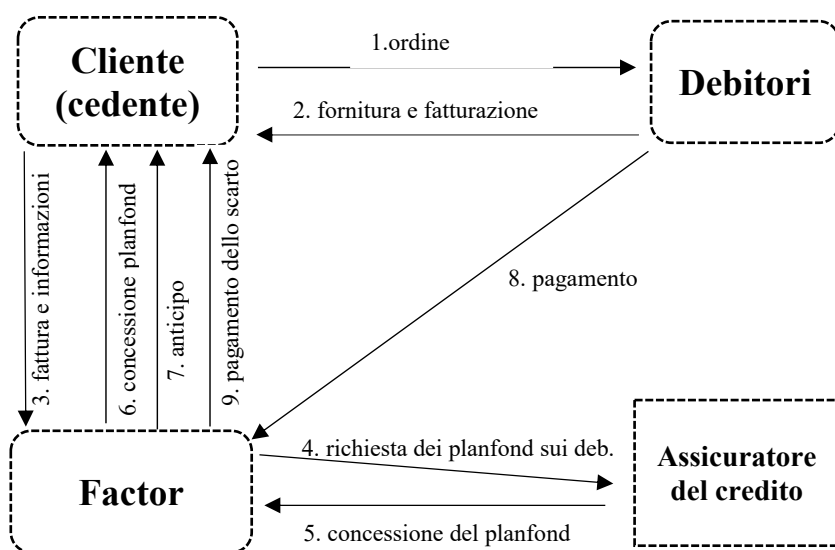 1.ordine
Cliente
(cedente)
Debitori
2. fornitura e fatturazione
3. fattura e informazioni
6. concessione planfond
7. anticipo
9. pagamento dello scarto
8. pagamento
4. richiesta dei planfond sui deb.
Factor
Assicuratore
del credito
5. concessione del planfond